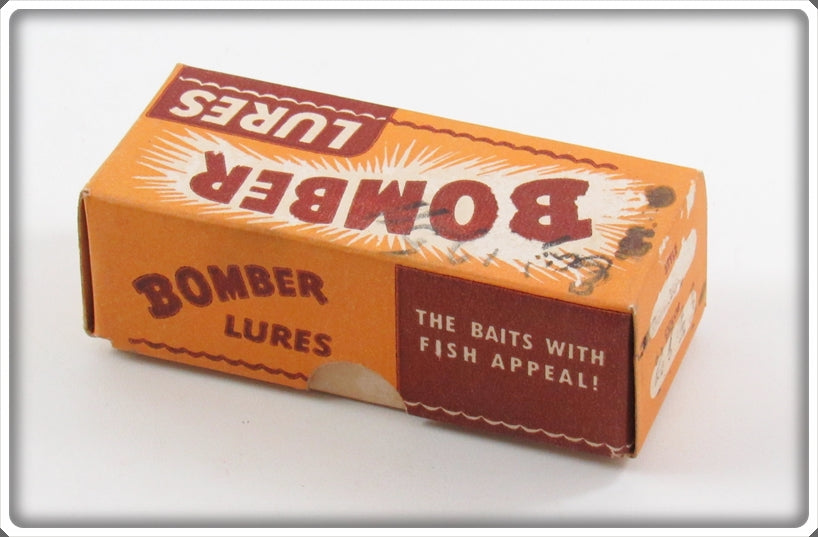 LURES
BOMBER
BOMBER
LURES
THE BAITS WITH
FISH APPEAL!